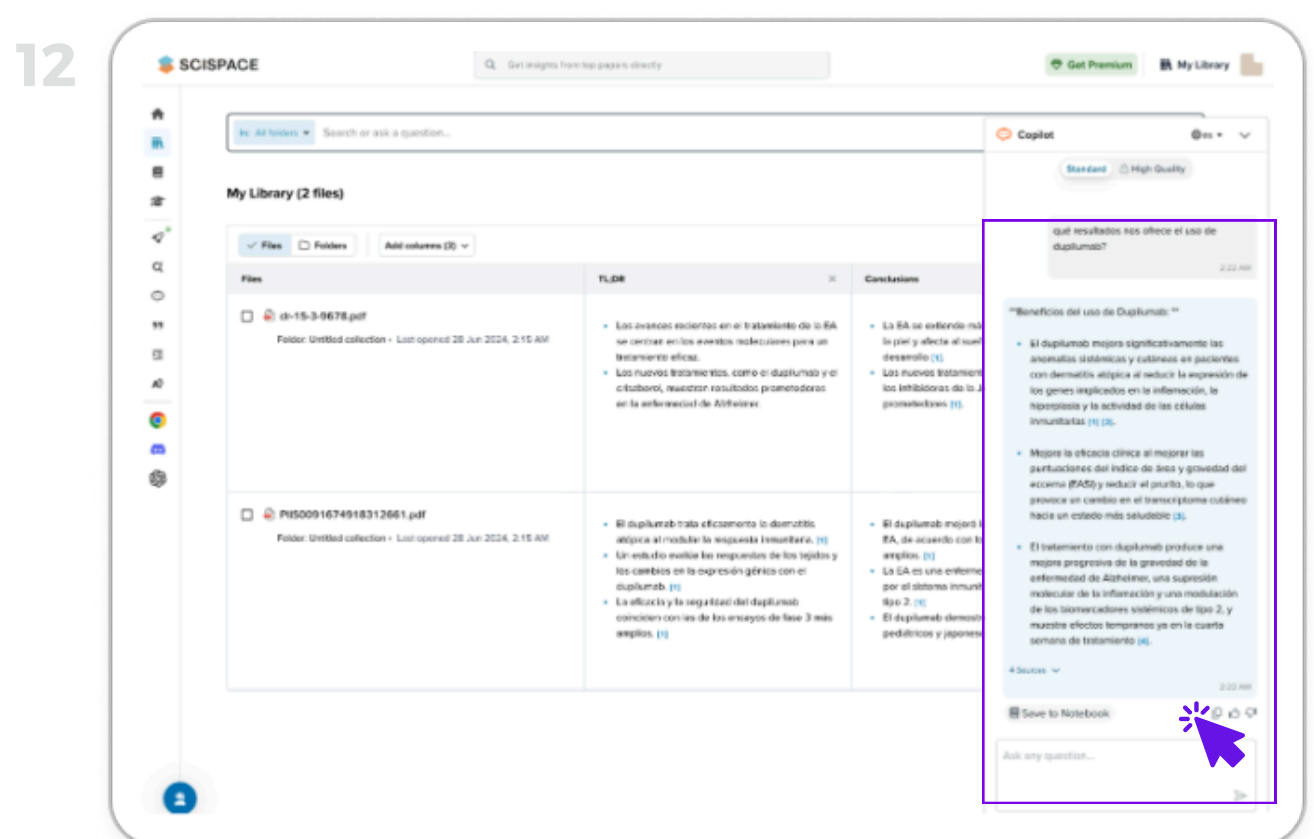 12
SCISPACE
Get insights from top papers directly
Get Premium
My Library
In: All folders
Search or ask a question...
My Library (2 files)
Files
Folders
Add columns (3)
Files
TL;DR
Conclusions
dr-15-3-9678.pdf
Folder: Untitled collection • Last opened 28 Jun 2024, 2:15 AM
Los avances recientes en el tratamiento de la EA
se centran en los eventos moleculares para un
tratamiento eficaz.
Los nuevos tratamientos, como el dupilumab y el
crisaborol, muestran resultados prometedores
en la enfermedad de Alzheimer.
La EA se extiende má
la piel y afecta al sueñ
desarrollo [1].
Los nuevos tratamient
los inhibidores de la J
prometedores [1].
PIIS0091674918312661.pdf
Folder: Untitled collection • Last opened 28 Jun 2024, 2:15 AM
El dupilumab trata eficazmente la dermatitis
atópica al modular la respuesta inmunitaria. [1]
Un estudio evalúa las respuestas de los tejidos y
los cambios en la expresión génica con el
dupilumab. [1]
La eficacia y la seguridad del dupilumab
coinciden con las de los ensayos de fase 3 más
amplios. [1]
El dupilumab mejoró l
EA, de acuerdo con lo
amplios. [1]
La EA es una enferme
por el sistema inmunit
tipo 2. [1]
El dupilumab demostr
pediátricos y japonese
Copilot
es
Standard
High Quality
qué resultados nos ofrece el uso de
dupilumab?
2:22 AM
**Beneficios del uso de Dupilumab: **
El dupilumab mejora significativamente las
anomalías sistémicas y cutáneas en pacientes
con dermatitis atópica al reducir la expresión de
los genes implicados en la inflamación, la
hiperplasia y la actividad de las células
inmunitarias [1] [2].
Mejora la eficacia clínica al mejorar las
puntuaciones del índice de área y gravedad del
eccema (EASI) y reducir el prurito, lo que
provoca un cambio en el transcriptoma cutáneo
hacia un estado más saludable [3].
El tratamiento con dupilumab produce una
mejora progresiva de la gravedad de la
enfermedad de Alzheimer, una supresión
molecular de la inflamación y una modulación
de los biomarcadores sistémicos de tipo 2, y
muestra efectos tempranos ya en la cuarta
semana de tratamiento [4].
4 Sources
2:22 AM
Save to Notebook
Ask any question...